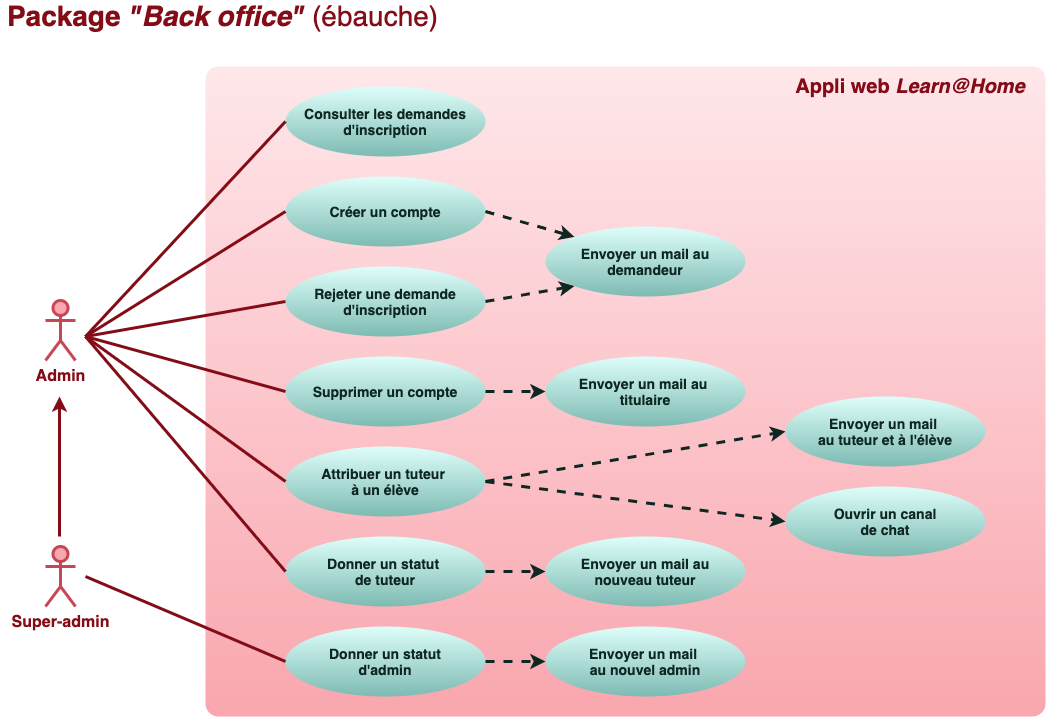 Package "Back office" (ébauche)
Appli web Learn@Home
Consulter les demandes
d'inscription
Créer un compte
Envoyer un mail au
demandeur
Rejeter une demande
d'inscription
Admin
Supprimer un compte
Envoyer un mail au
titulaire
Envoyer un mail
au tuteur et à l'élève
Attribuer un tuteur
à un élève
Ouvrir un canal
de chat
Donner un statut
de tuteur
Envoyer un mail au
nouveau tuteur
Super-admin
Donner un statut
d'admin
Envoyer un mail
au nouvel admin